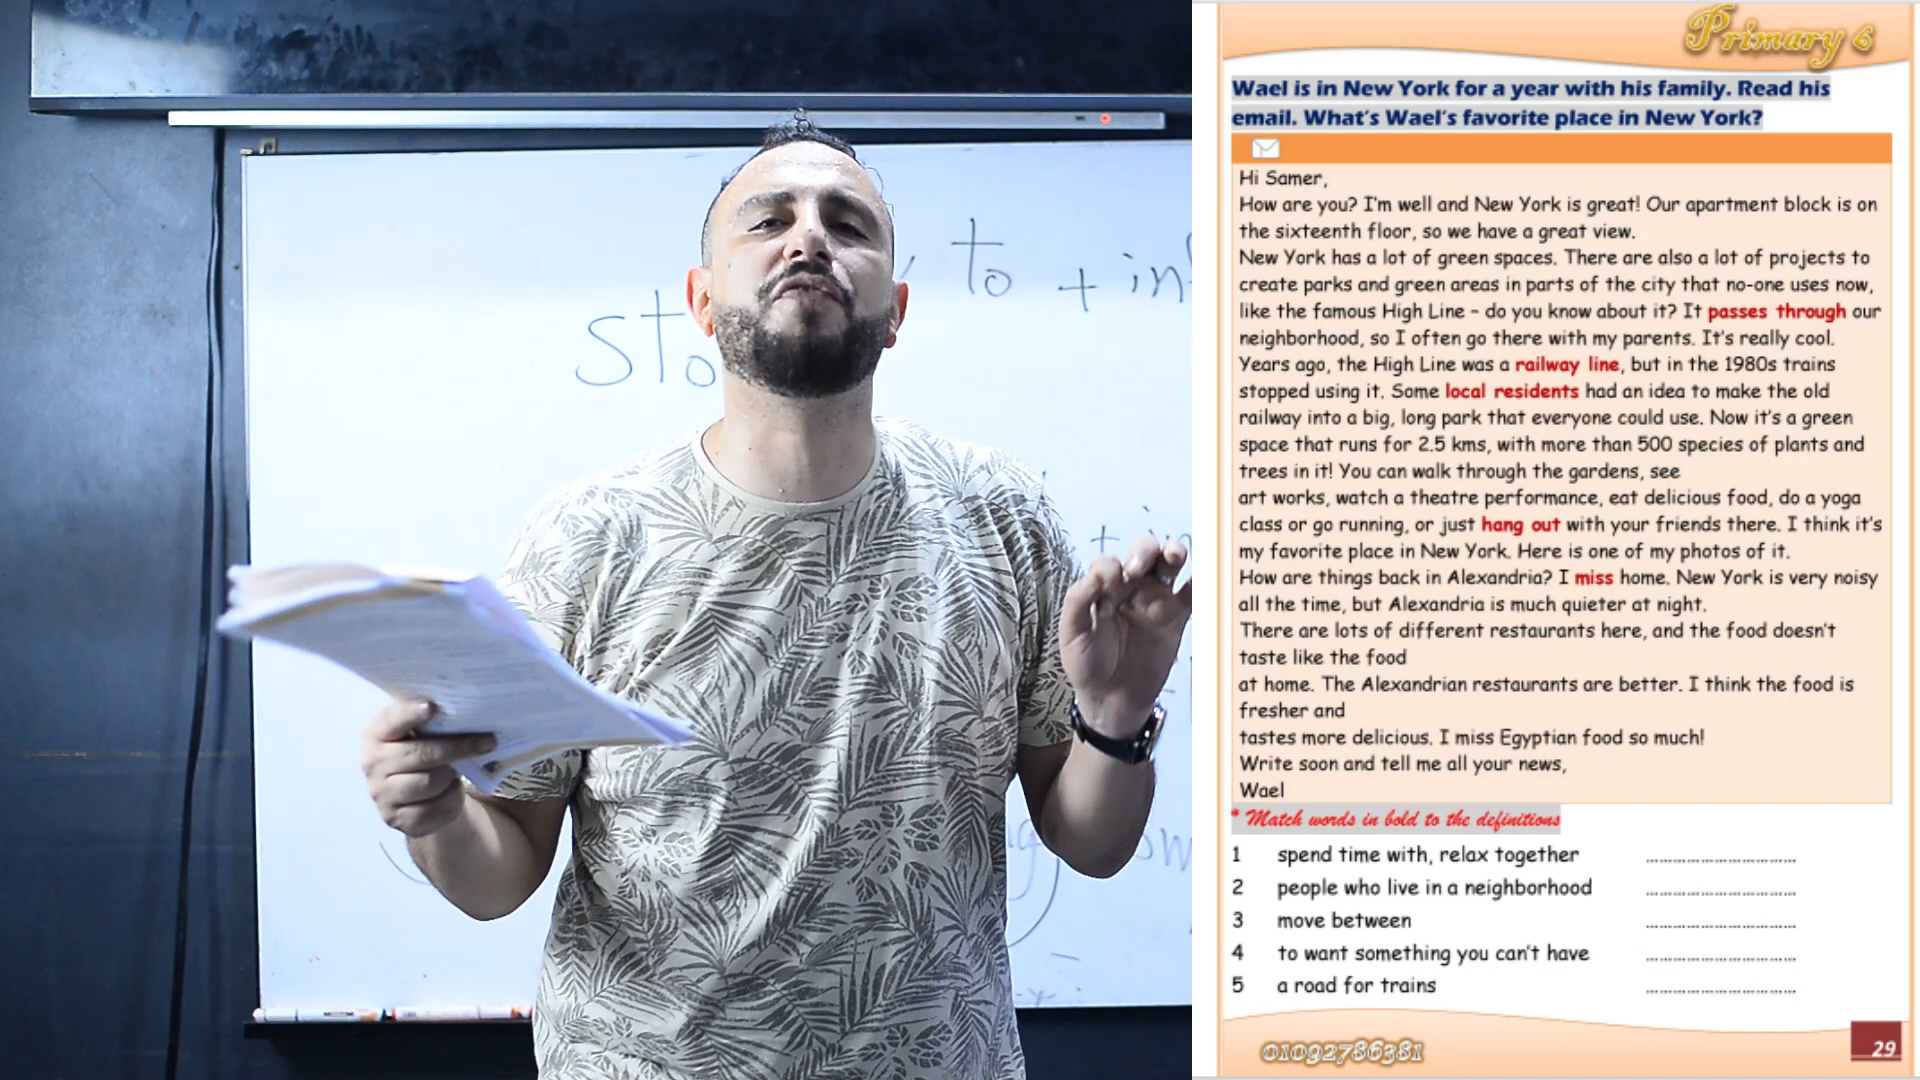 to + in
sto
+ in
Primary 6
Wael is in New York for a year with his family. Read his
email. What's Wael's favorite place in New York?
Hi Samer,
How are you? I'm well and New York is great! Our apartment block is on
the sixteenth floor, so we have a great view.
New York has a lot of green spaces. There are also a lot of projects to
create parks and green areas in parts of the city that no-one uses now,
like the famous High Line – do you know about it? It passes through our
neighborhood, so I often go there with my parents. It's really cool.
Years ago, the High Line was a railway line, but in the 1980s trains
stopped using it. Some local residents had an idea to make the old
railway into a big, long park that everyone could use. Now it's a green
space that runs for 2.5 kms, with more than 500 species of plants and
trees in it! You can walk through the gardens, see
art works, watch a theatre performance, eat delicious food, do a yoga
class or go running, or just hang out with your friends there. I think it's
my favorite place in New York. Here is one of my photos of it.
How are things back in Alexandria? I miss home. New York is very noisy
all the time, but Alexandria is much quieter at night.
There are lots of different restaurants here, and the food doesn't
taste like the food
at home. The Alexandrian restaurants are better. I think the food is
fresher and
tastes more delicious. I miss Egyptian food so much!
Write soon and tell me all your news,
Wael
* Match words in bold to the definitions
1 spend time with, relax together ................................
2 people who live in a neighborhood ................................
3 move between ................................
4 to want something you can't have ................................
5 a road for trains ................................
01092786381
29